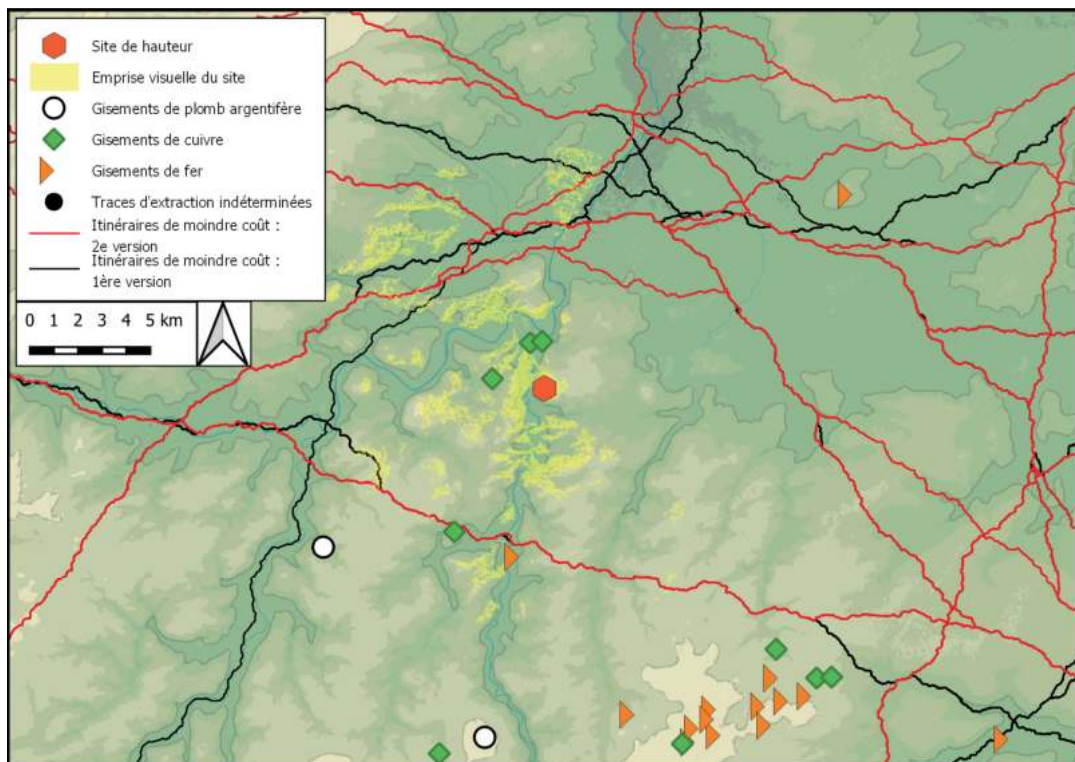 Site de hauteur
Emprise visuelle du site
Gisements de plomb argentifère
Gisements de cuivre
Gisements de fer
Traces d'extraction indéterminées
Itinéraires de moindre coût :
2e version
Itinéraires de moindre coût :
1ère version
0 1 2 3 4 5 km